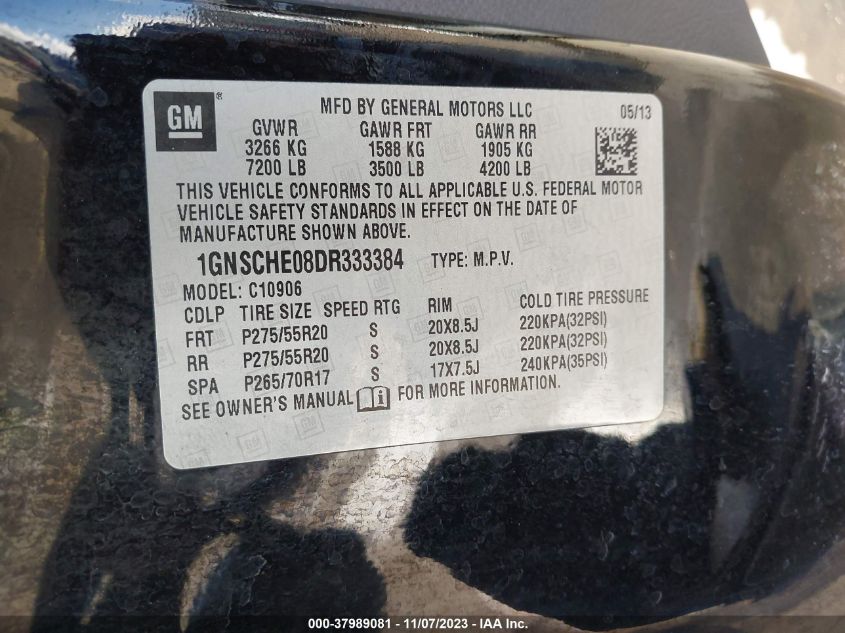 GM®
MFD BY GENERAL MOTORS LLC 05/13
GVWR GAWR FRT GAWR RR
3266 KG 1588 KG 1905 KG
7200 LB 3500 LB 4200 LB
THIS VEHICLE CONFORMS TO ALL APPLICABLE U.S. FEDERAL MOTOR
VEHICLE SAFETY STANDARDS IN EFFECT ON THE DATE OF
MANUFACTURE SHOWN ABOVE.
1GNSCHE08DR333384 TYPE: M.P.V.
MODEL: C10906
CDLP TIRE SIZE SPEED RTG RIM COLD TIRE PRESSURE
FRT P275/55R20 S 20X8.5J 220KPA(32PSI)
RR P275/55R20 S 20X8.5J 220KPA(32PSI)
SPA P265/70R17 S 17X7.5J 240KPA(35PSI)
SEE OWNER'S MANUAL FOR MORE INFORMATION.
000-37989081 - 11/07/2023 - IAA, Inc.